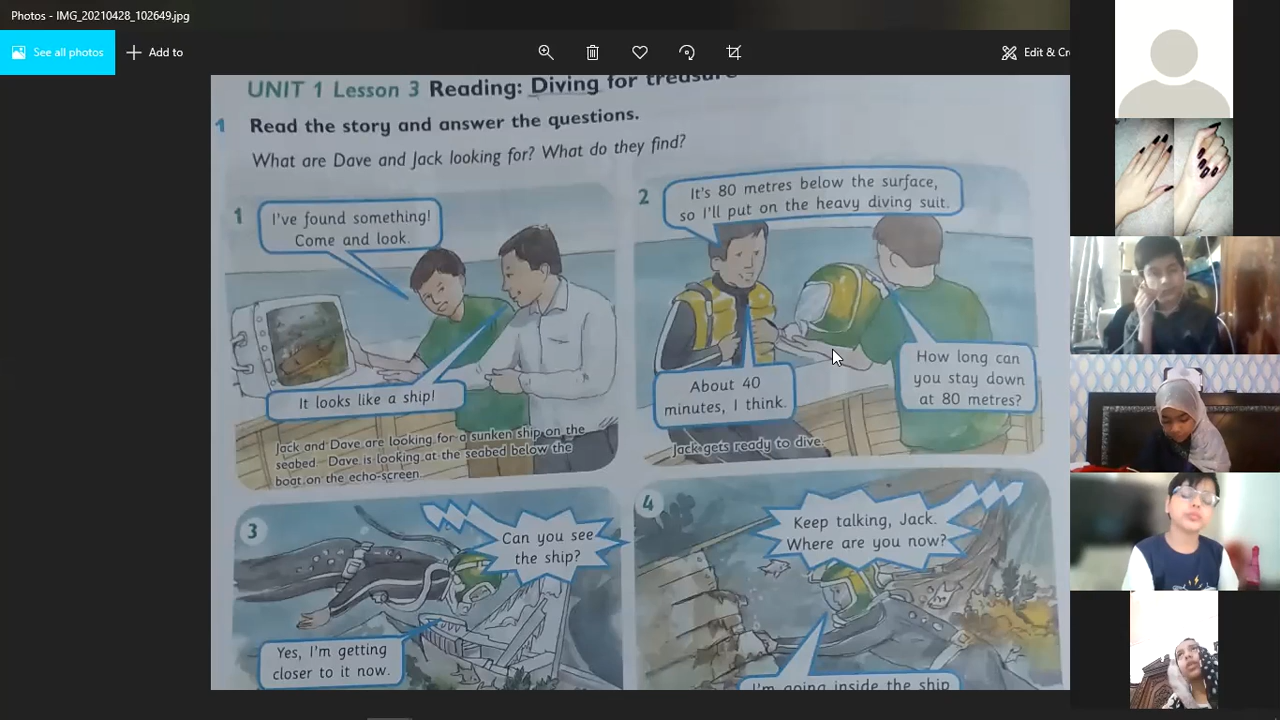 Photos - IMG_20210428_102649.jpg
See all photos
Add to
Edit &
UNIT 1 Lesson 3 Reading: Diving for treasure
1 Read the story and answer the questions.
What are Dave and Jack looking for? What do they find?
1
I've found something!
Come and look.
It looks like a ship!
Jack and Dave are looking for a sunken ship on the
seabed. Dave is looking at the seabed below the
boat on the echo-screen.
2
It's 80 metres below the surface,
so I'll put on the heavy diving suit.
How long can
you stay down
at 80 metres?
About 40
minutes, I think.
Jack gets ready to dive.
3
Can you see
the ship?
Yes, I'm getting
closer to it now.
4
Keep talking, Jack.
Where are you now?
I'm going inside the ship